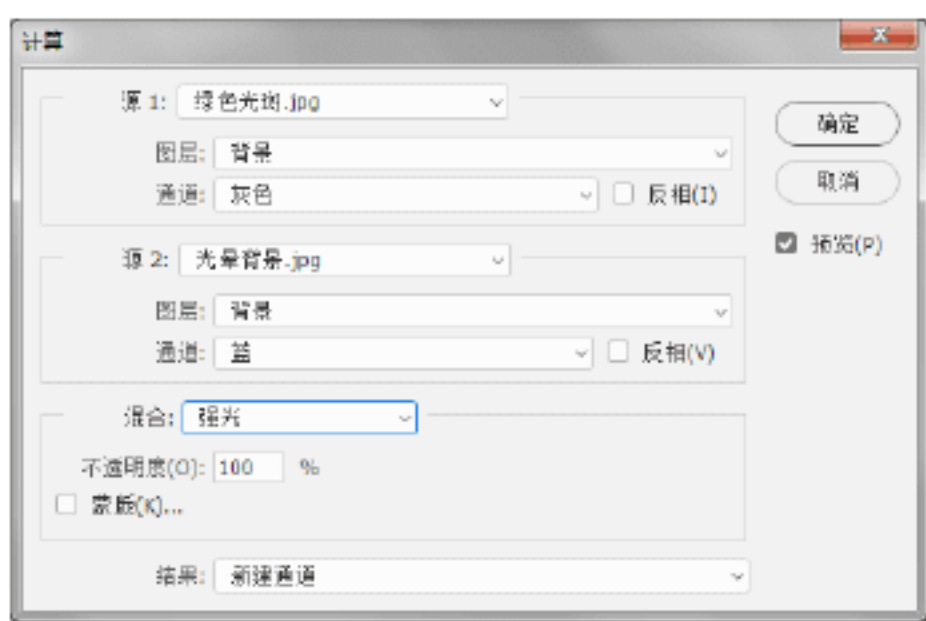 计算
源 1: 绿色光斑.jpg
图层: 背景
通道: 灰色 反相(I)
源 2: 光晕背景.jpg
图层: 背景
通道: 蓝 反相(V)
混合: 强光
不透明度(O): 100 %
蒙版(K)...
结果: 新建通道
确定
取消
预览(P)